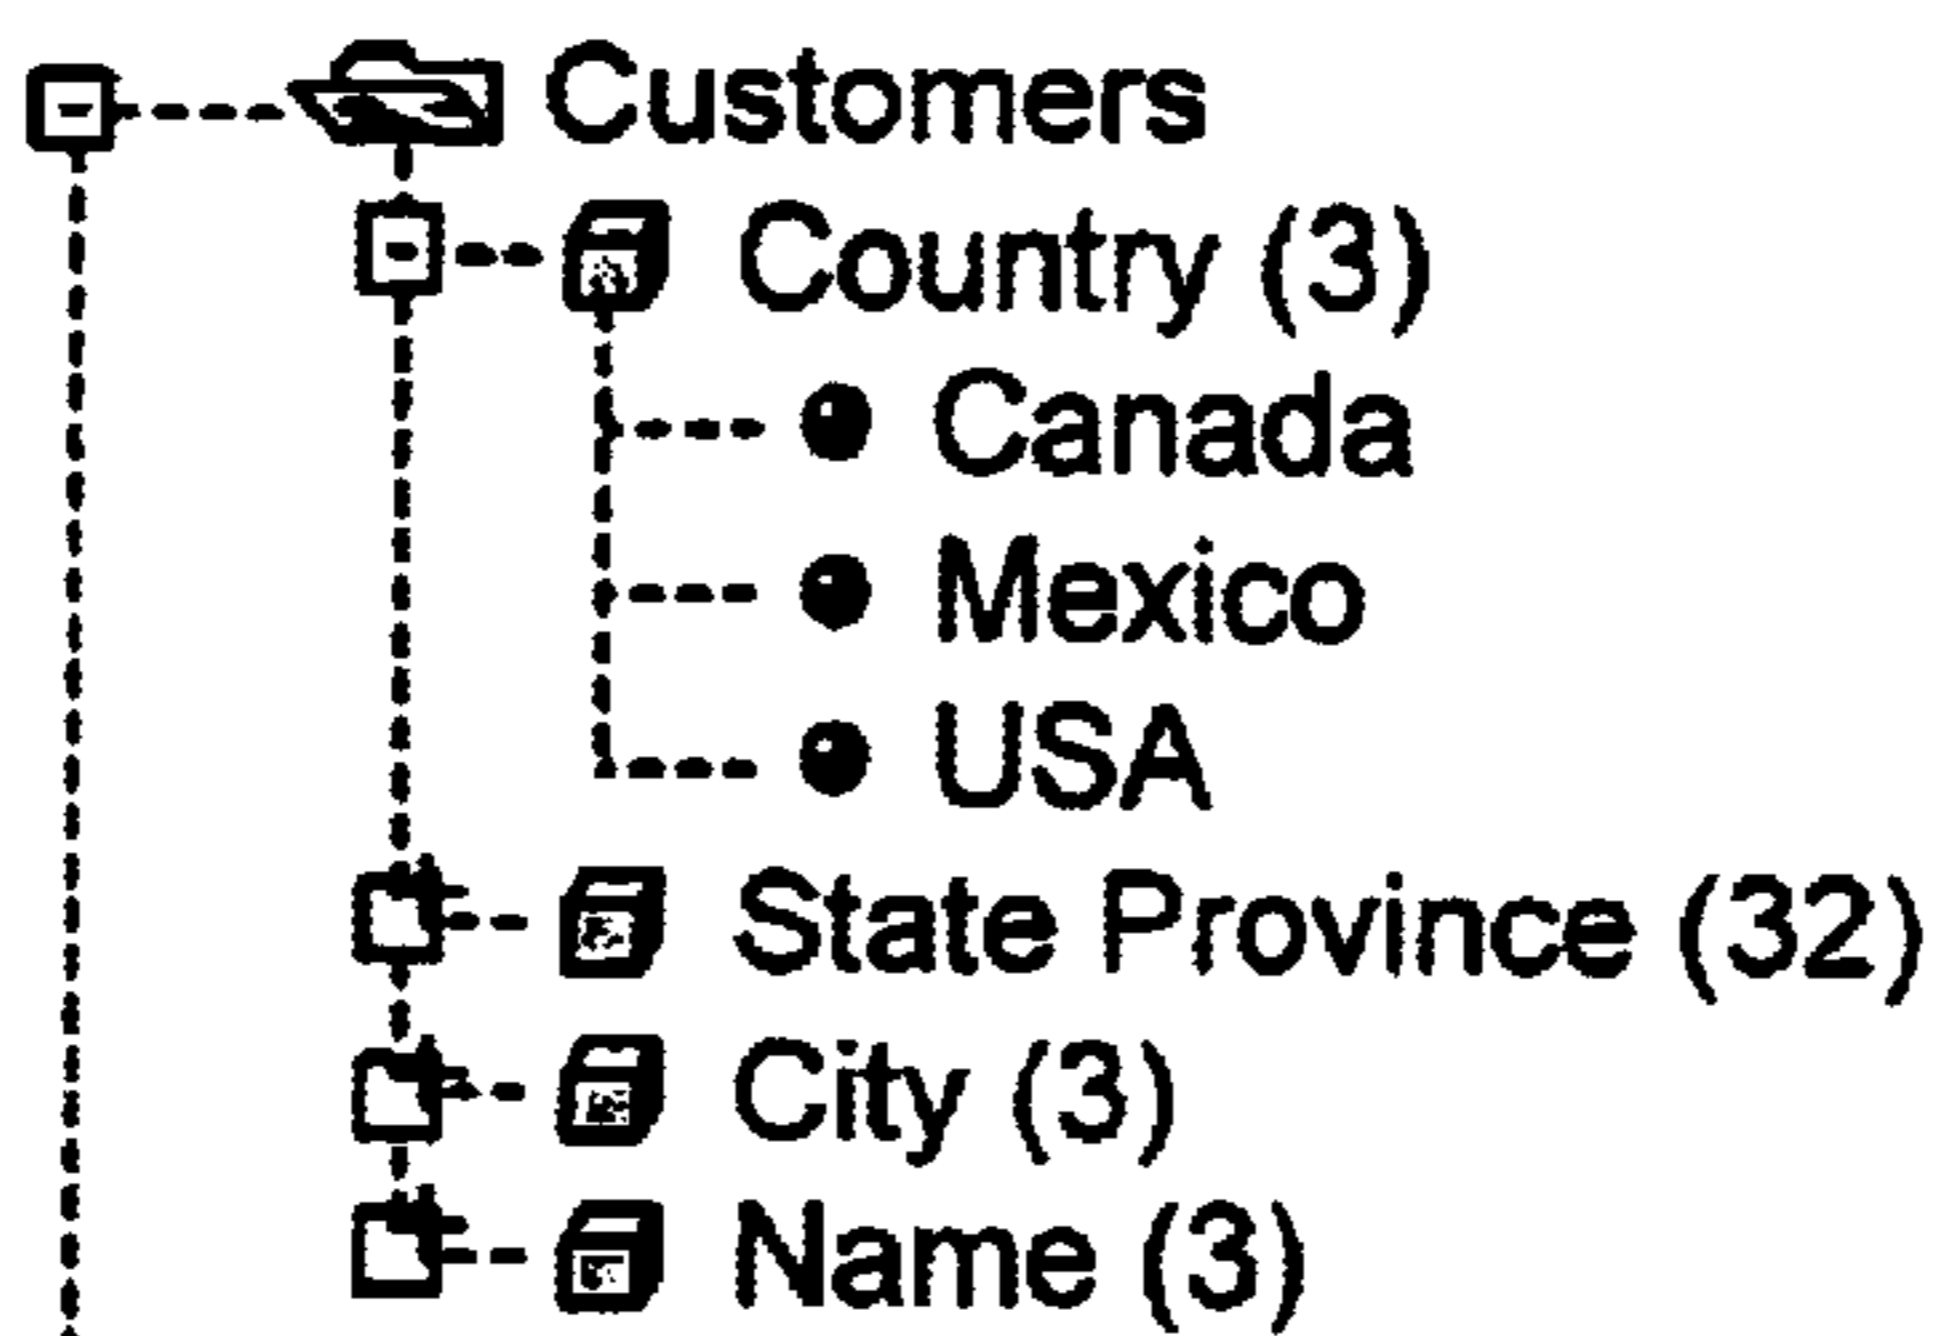 Customers
Country (3)
Canada
Mexico
USA
State Province (32)
City (3)
Name (3)